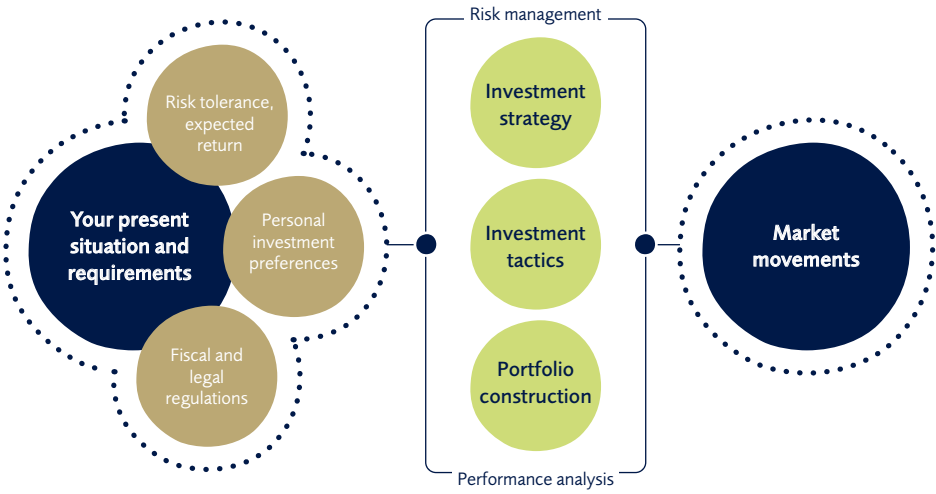 Risk tolerance,
expected
return
Your present
situation and
requirements
Personal
investment
preferences
Fiscal and
legal
regulations
Risk management
Investment
strategy
Investment
tactics
Portfolio
construction
Performance analysis
Market
movements